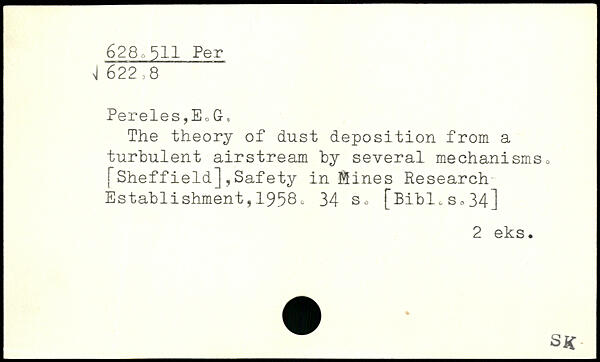 628.511 Per
√ 622.8
Pereles,E.G.
The theory of dust deposition from a
turbulent airstream by several mechanisms.
[Sheffield],Safety in Mines Research
Establishment,1958. 34 s. [Bibl.s.34]
2 eks.
SK